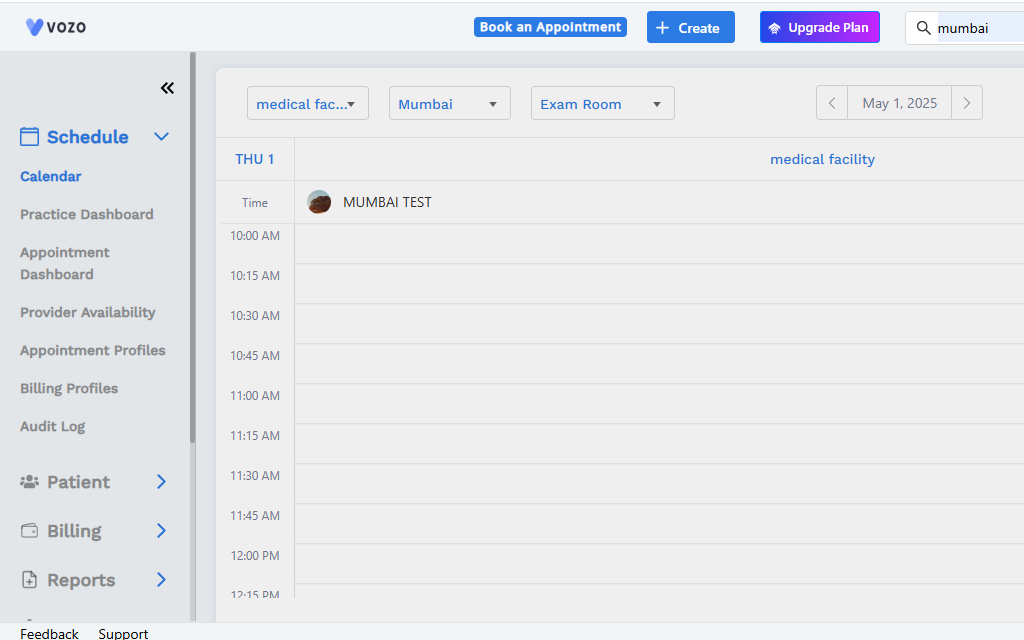 VOZO
Book an Appointment
+ Create
Upgrade Plan
mumbai
Schedule
Calendar
Practice Dashboard
Appointment
Dashboard
Provider Availability
Appointment Profiles
Billing Profiles
Audit Log
Patient
Billing
Reports
Feedback Support
medical fac...
Mumbai
Exam Room
May 1, 2025
THU 1
medical facility
Time
MUMBAI TEST
10:00 AM
10:15 AM
10:30 AM
10:45 AM
11:00 AM
11:15 AM
11:30 AM
11:45 AM
12:00 PM
12:15 PM